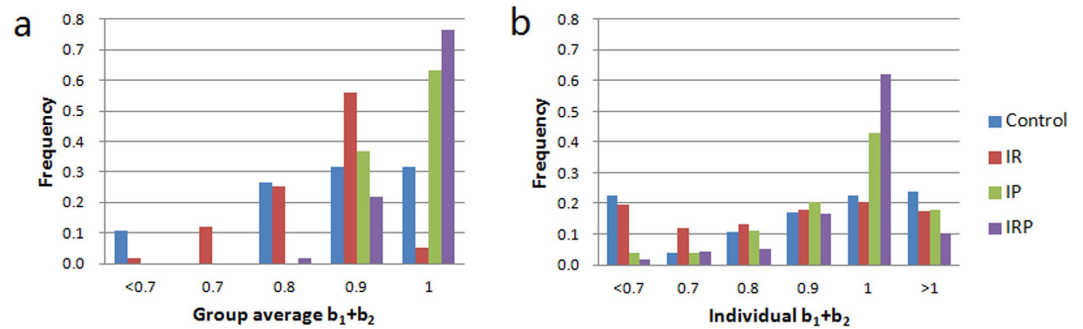 a
Frequency
0.8
0.7
0.6
0.5
0.4
0.3
0.2
0.1
0.0
<0.7 0.7 0.8 0.9 1
Group average b₁+b₂
b
Frequency
0.8
0.7
0.6
0.5
0.4
0.3
0.2
0.1
0.0
<0.7 0.7 0.8 0.9 1 >1
Individual b₁+b₂
Control
IR
IP
IRP